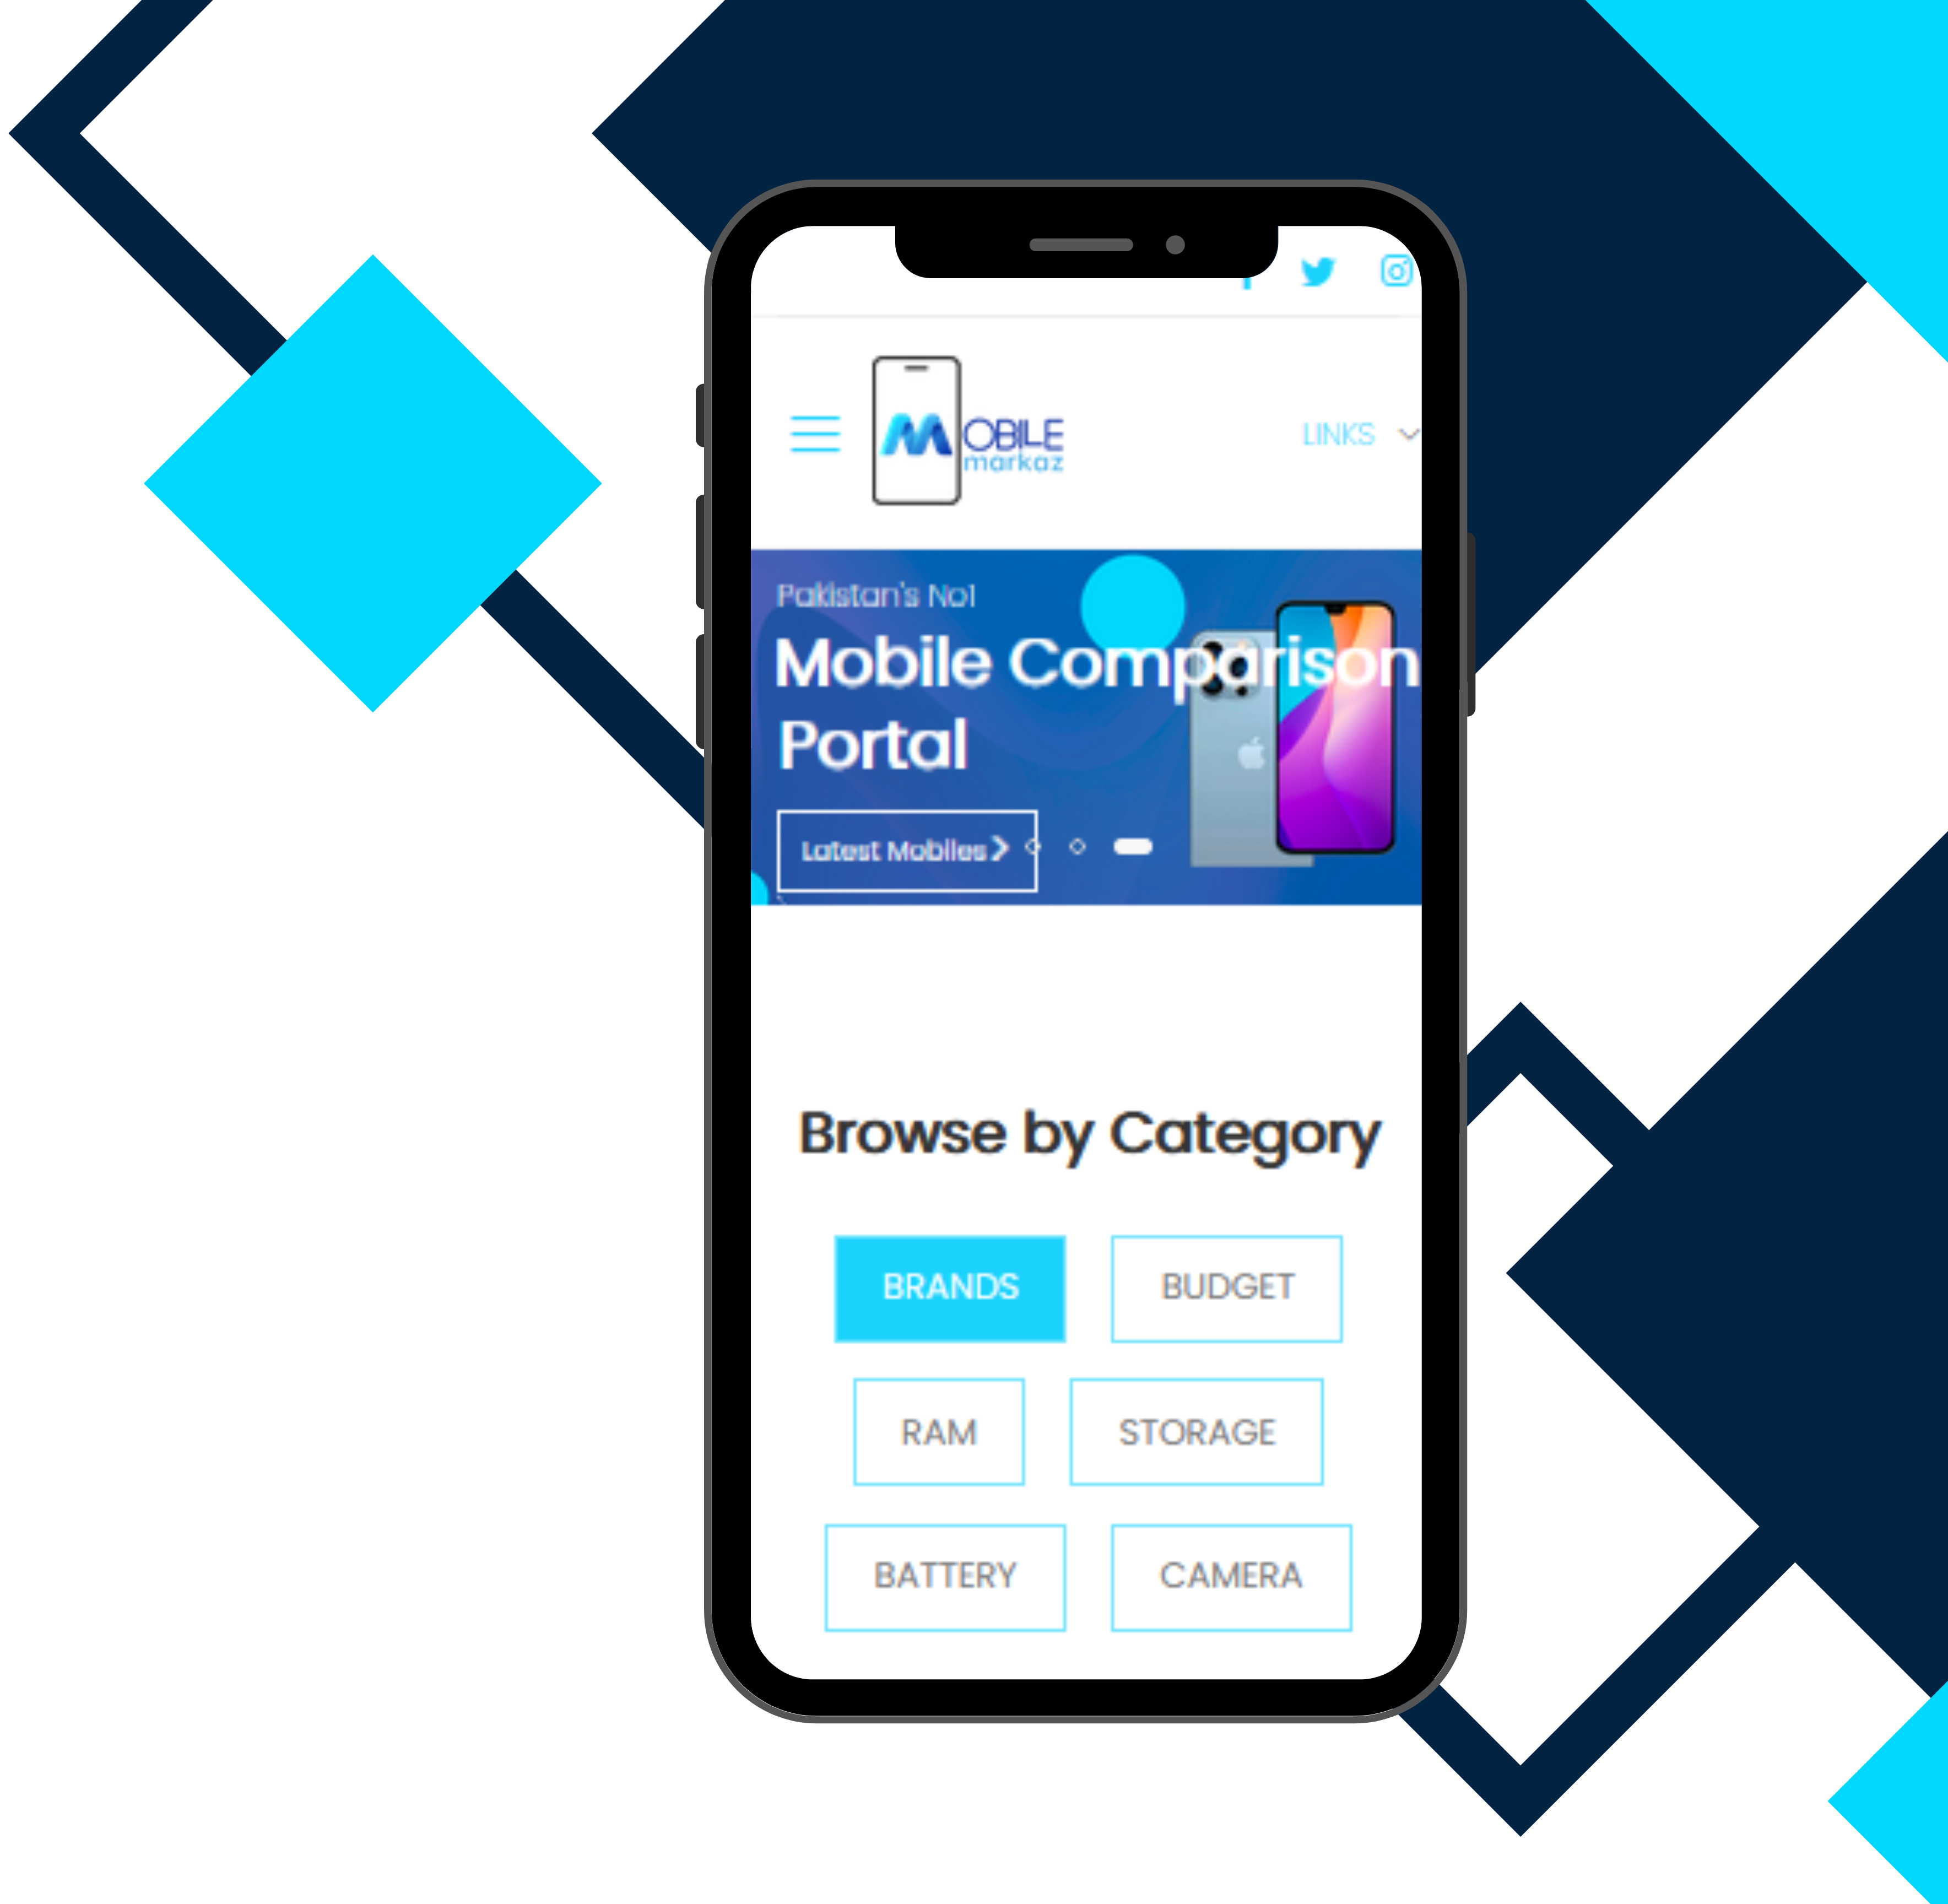 MOBILE
markaz
LINKS
Pakistan's No1
Mobile Comparison
Portal
Latest Mobiles
Browse by Category
BRANDS
BUDGET
RAM
STORAGE
BATTERY
CAMERA